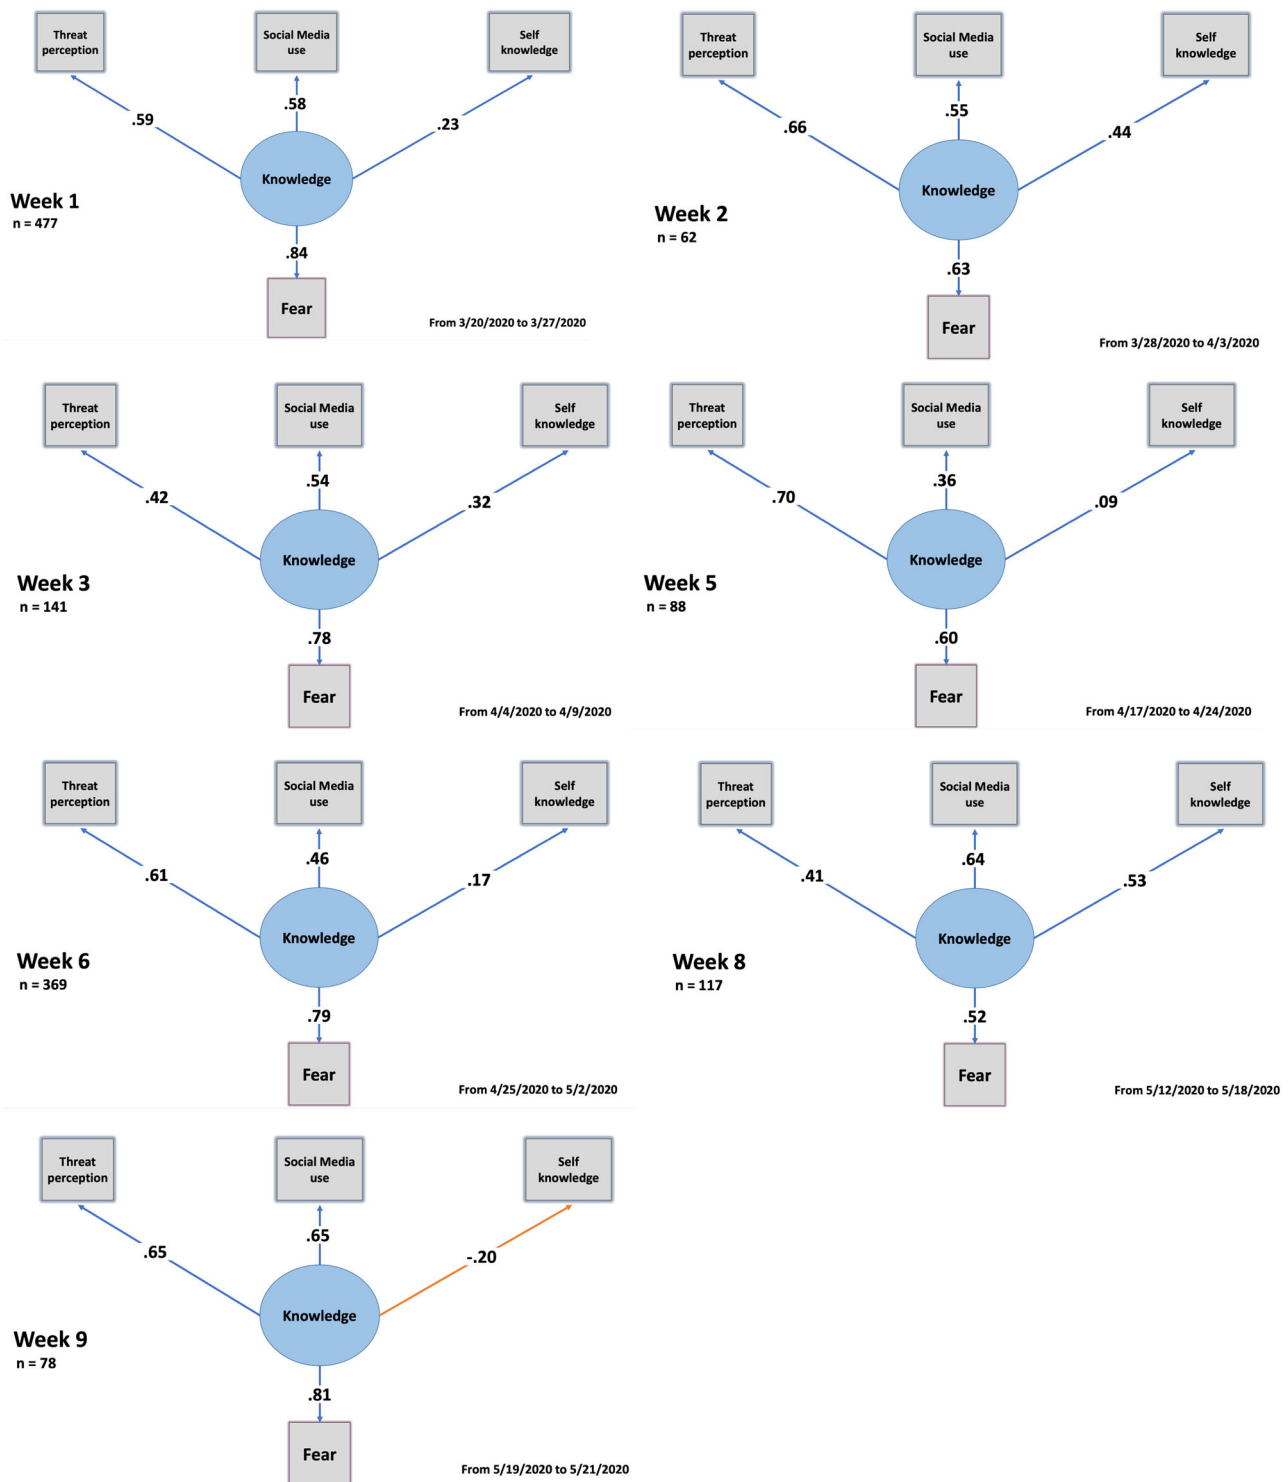 Threat
perception
Social Media
use
Self
knowledge
.59
.58
.23
Knowledge
Week 1
n = 477
.84
Fear
From 3/20/2020 to 3/27/2020
Threat
perception
Social Media
use
Self
knowledge
.66
.55
.44
Knowledge
Week 2
n = 62
.63
Fear
From 3/28/2020 to 4/3/2020
Threat
perception
Social Media
use
Self
knowledge
.42
.54
.32
Knowledge
Week 3
n = 141
.78
Fear
From 4/4/2020 to 4/9/2020
Threat
perception
Social Media
use
Self
knowledge
.70
.36
.09
Knowledge
Week 5
n = 88
.60
Fear
From 4/17/2020 to 4/24/2020
Threat
perception
Social Media
use
Self
knowledge
.61
.46
.17
Knowledge
Week 6
n = 369
.79
Fear
From 4/25/2020 to 5/2/2020
Threat
perception
Social Media
use
Self
knowledge
.41
.64
.53
Knowledge
Week 8
n = 117
.52
Fear
From 5/12/2020 to 5/18/2020
Threat
perception
Social Media
use
Self
knowledge
.65
.65
-.20
Knowledge
Week 9
n = 78
.81
Fear
From 5/19/2020 to 5/21/2020